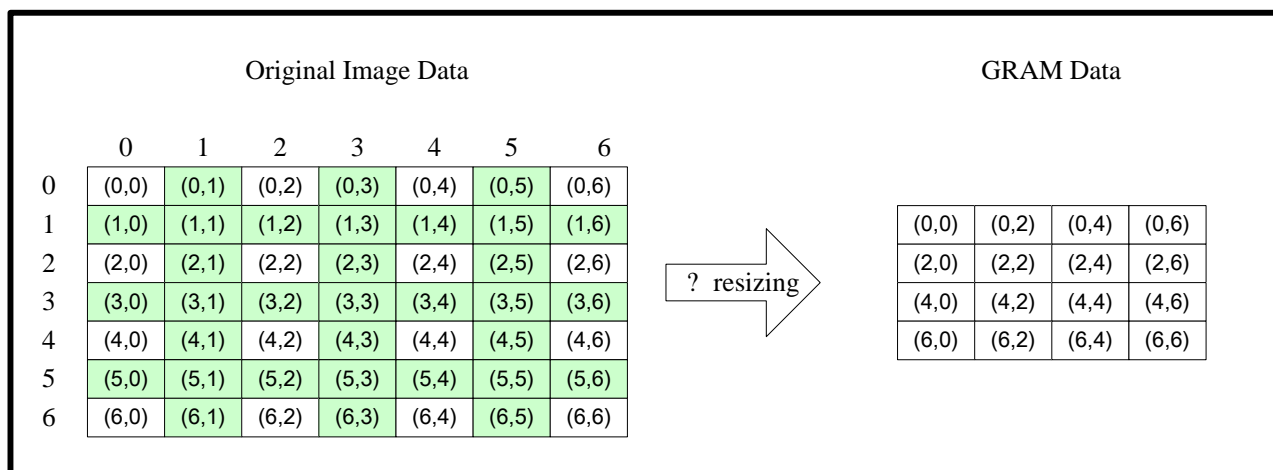 Original Image Data
GRAM Data
0 1 2 3 4 5 6
0 (0,0) (0,1) (0,2) (0,3) (0,4) (0,5) (0,6)
1 (1,0) (1,1) (1,2) (1,3) (1,4) (1,5) (1,6)
2 (2,0) (2,1) (2,2) (2,3) (2,4) (2,5) (2,6)
3 (3,0) (3,1) (3,2) (3,3) (3,4) (3,5) (3,6)
4 (4,0) (4,1) (4,2) (4,3) (4,4) (4,5) (4,6)
5 (5,0) (5,1) (5,2) (5,3) (5,4) (5,5) (5,6)
6 (6,0) (6,1) (6,2) (6,3) (6,4) (6,5) (6,6)
? resizing
(0,0) (0,2) (0,4) (0,6)
(2,0) (2,2) (2,4) (2,6)
(4,0) (4,2) (4,4) (4,6)
(6,0) (6,2) (6,4) (6,6)